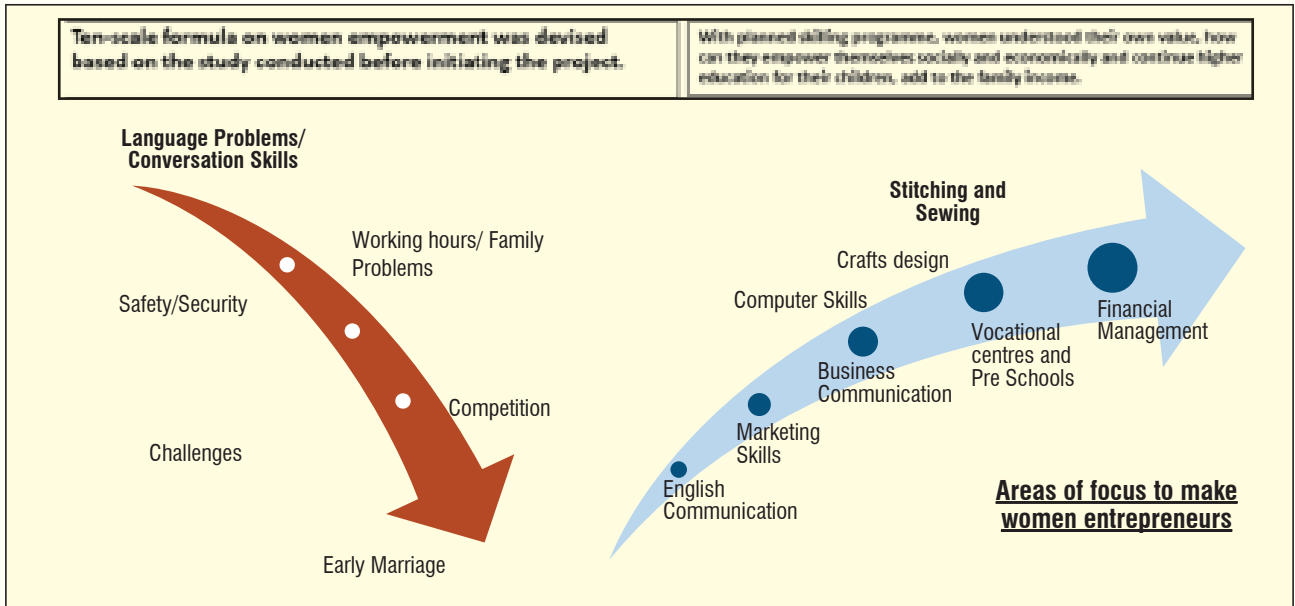 Ten-scale formula on women empowerment was devised
based on the study conducted before initiating the project.
With planned skilling programme, women understood their own value, how
can they empower themselves socially and economically and continue higher
education for their children, add to the family income.
Language Problems/
Conversation Skills
Working hours/ Family
Problems
Safety/Security
Competition
Challenges
Early Marriage
Stitching and
Sewing
Crafts design
Computer Skills
Financial
Management
Vocational
centres and
Pre Schools
Business
Communication
Marketing
Skills
English
Communication
Areas of focus to make
women entrepreneurs